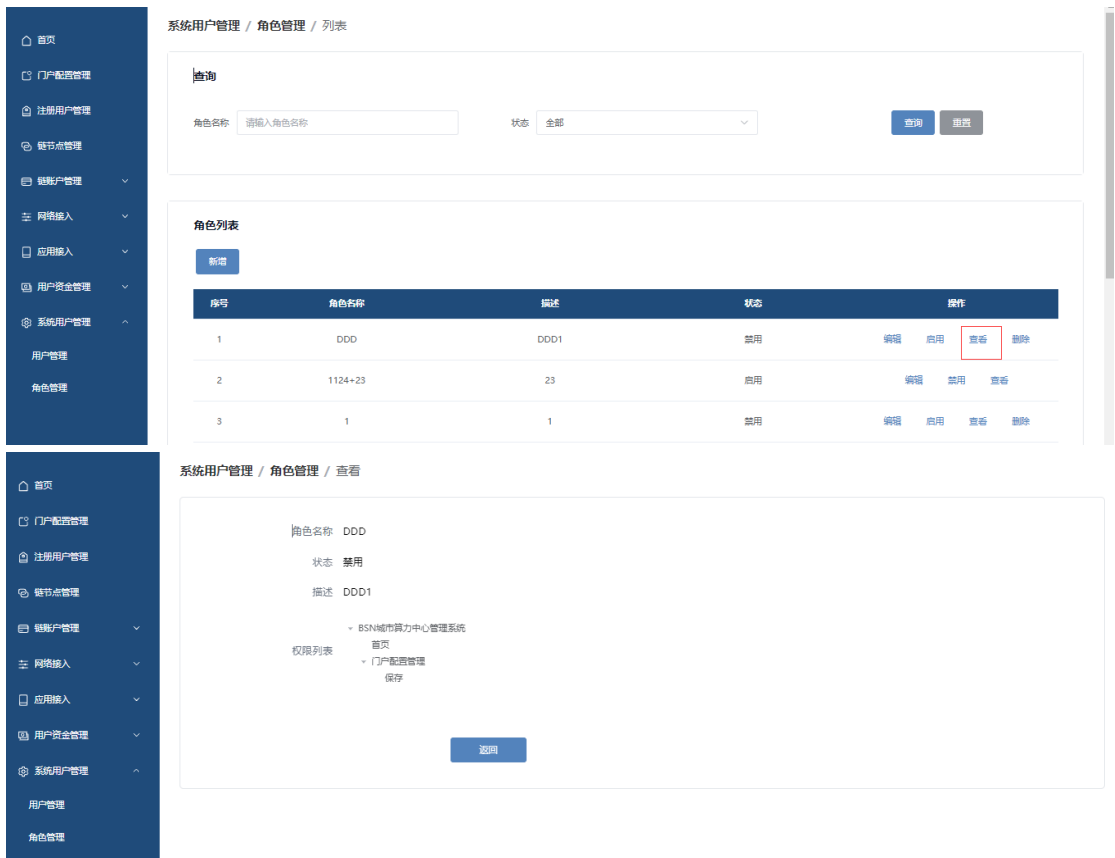 系统用户管理 / 角色管理 / 列表
首页
门户配置管理
注册用户管理
链节点管理
链账户管理
网络接入
应用接入
用户资金管理
系统用户管理
用户管理
角色管理
查询
角色名称 请输入角色名称 状态 全部 查询 重置
角色列表
新增
序号 角色名称 描述 状态 操作
1 DDD DDD1 禁用 编辑 启用 查看 删除
2 1124+23 23 启用 编辑 禁用 查看
3 1 1 禁用 编辑 启用 查看 删除
系统用户管理 / 角色管理 / 查看
首页
门户配置管理
注册用户管理
链节点管理
链账户管理
网络接入
应用接入
用户资金管理
系统用户管理
用户管理
角色管理
角色名称 DDD
状态 禁用
描述 DDD1
权限列表
BSN城市算力中心管理系统
首页
门户配置管理
保存
返回